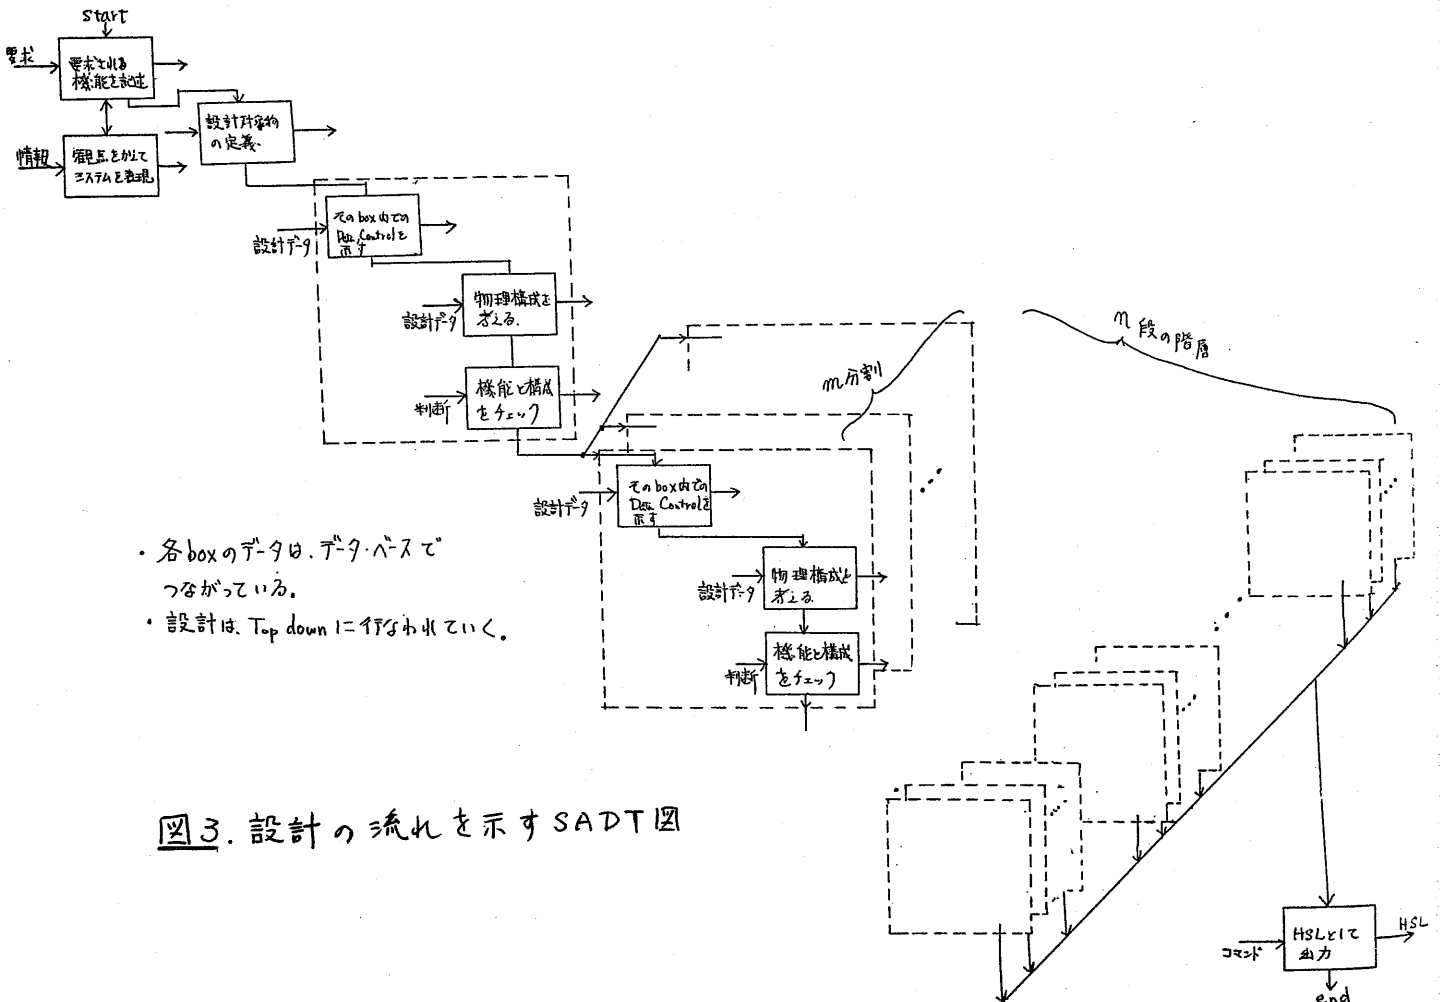 start
要求
要求される
機能を記述
情報
観点をかえて
システムを表現
設計対象物
の定義.
設計データ
そのbox内での
Data, Controlを
示す
設計データ
物理構成を
考える.
判断
機能と構成
をチェック
m分割
n段の階層
設計データ
そのbox内での
Data, Controlを
示す
設計データ
物理構成を
考える
判断
機能と構成
をチェック
・各boxのデータは、データ・ベースで
つながっている。
・設計は、Top downに行なわれていく。
図3. 設計の流れを示すSADT図
コマンド
HSLとして
出力
HSL
end